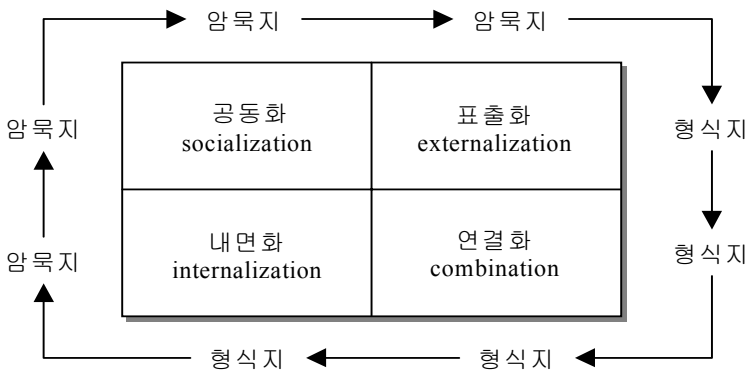 암묵지 암묵지
공동화 표출화
socialization externalization
암묵지 형식지
내면화 연결화
internalization combination
암묵지 형식지
형식지 형식지